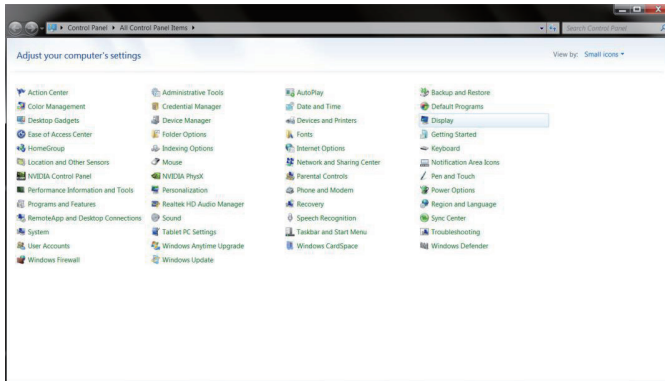 Control Panel All Control Panel Items Search Control Panel
Adjust your computer's settings View by: Small icons
Action Center Administrative Tools AutoPlay Backup and Restore
Color Management Credential Manager Date and Time Default Programs
Desktop Gadgets Device Manager Devices and Printers Display
Ease of Access Center Folder Options Fonts Getting Started
HomeGroup Indexing Options Internet Options Keyboard
Location and Other Sensors Mouse Network and Sharing Center Notification Area Icons
NVIDIA Control Panel NVIDIA PhysX Parental Controls Pen and Touch
Performance Information and Tools Personalization Phone and Modem Power Options
Programs and Features Realtek HD Audio Manager Recovery Region and Language
RemoteApp and Desktop Connections Sound Speech Recognition Sync Center
System Tablet PC Settings Taskbar and Start Menu Troubleshooting
User Accounts Windows Anytime Upgrade Windows CardSpace Windows Defender
Windows Firewall Windows Update